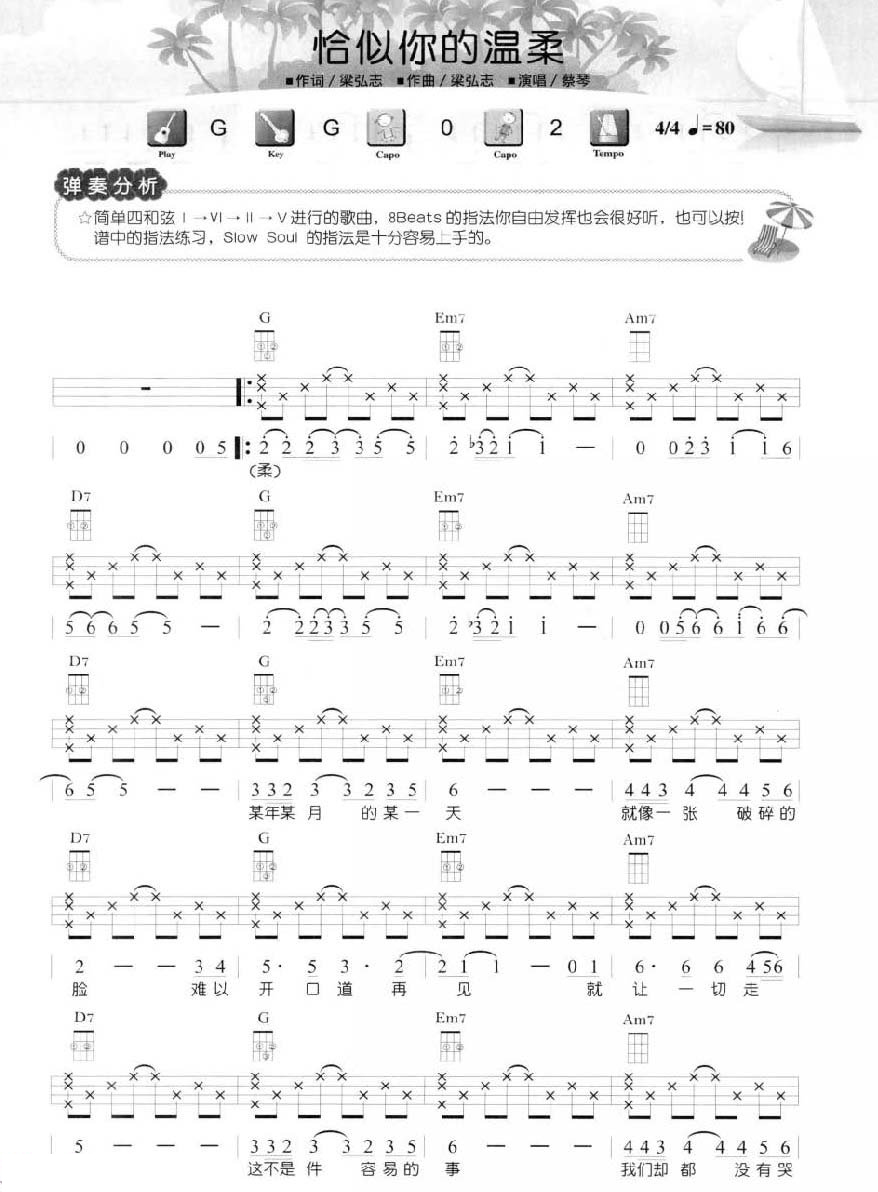 恰似你的温柔
■作词/梁弘志 ■作曲/梁弘志 ■演唱/蔡琴
G G 0 2 4/4 ♩=80
Play Key Capo Capo Tempo
弹奏分析
☆简单四和弦 I→VI→II→V进行的歌曲，8Beats的指法你自由发挥也会很好听，也可以按照
谱中的指法练习，Slow Soul 的指法是十分容易上手的。
G Em7 Am7
0 0 0 0 5 2 2 2 3 3 5 5 2 ♭3 2 1 1 — 0 0 2 3 1 1 6
(柔)
D7 G Em7 Am7
5 6 6 5 5 — 2 2 2 3 3 5 5 2 ♭3 2 1 1 — 0 0 5 6 6 1 6 6
D7 G Em7 Am7
6 5 5 — — 3 3 2 3 3 2 3 5 6 — — — 4 4 3 4 4 4 5 6
某年某 月 的某一 天 就像一 张 破碎的
D7 G Em7 Am7
2 — — 3 4 5· 5 3· 2 2 1 1 — 0 1 6· 6 6 4 5 6
脸 难以 开 口 道 再 见 就 让 一 切 走
D7 G Em7 Am7
5 — — — 3 3 2 3 3 2 3 5 6 — — — 4 4 3 4 4 4 5 6
这不是 件 容易的 事 我们却 都 没有哭